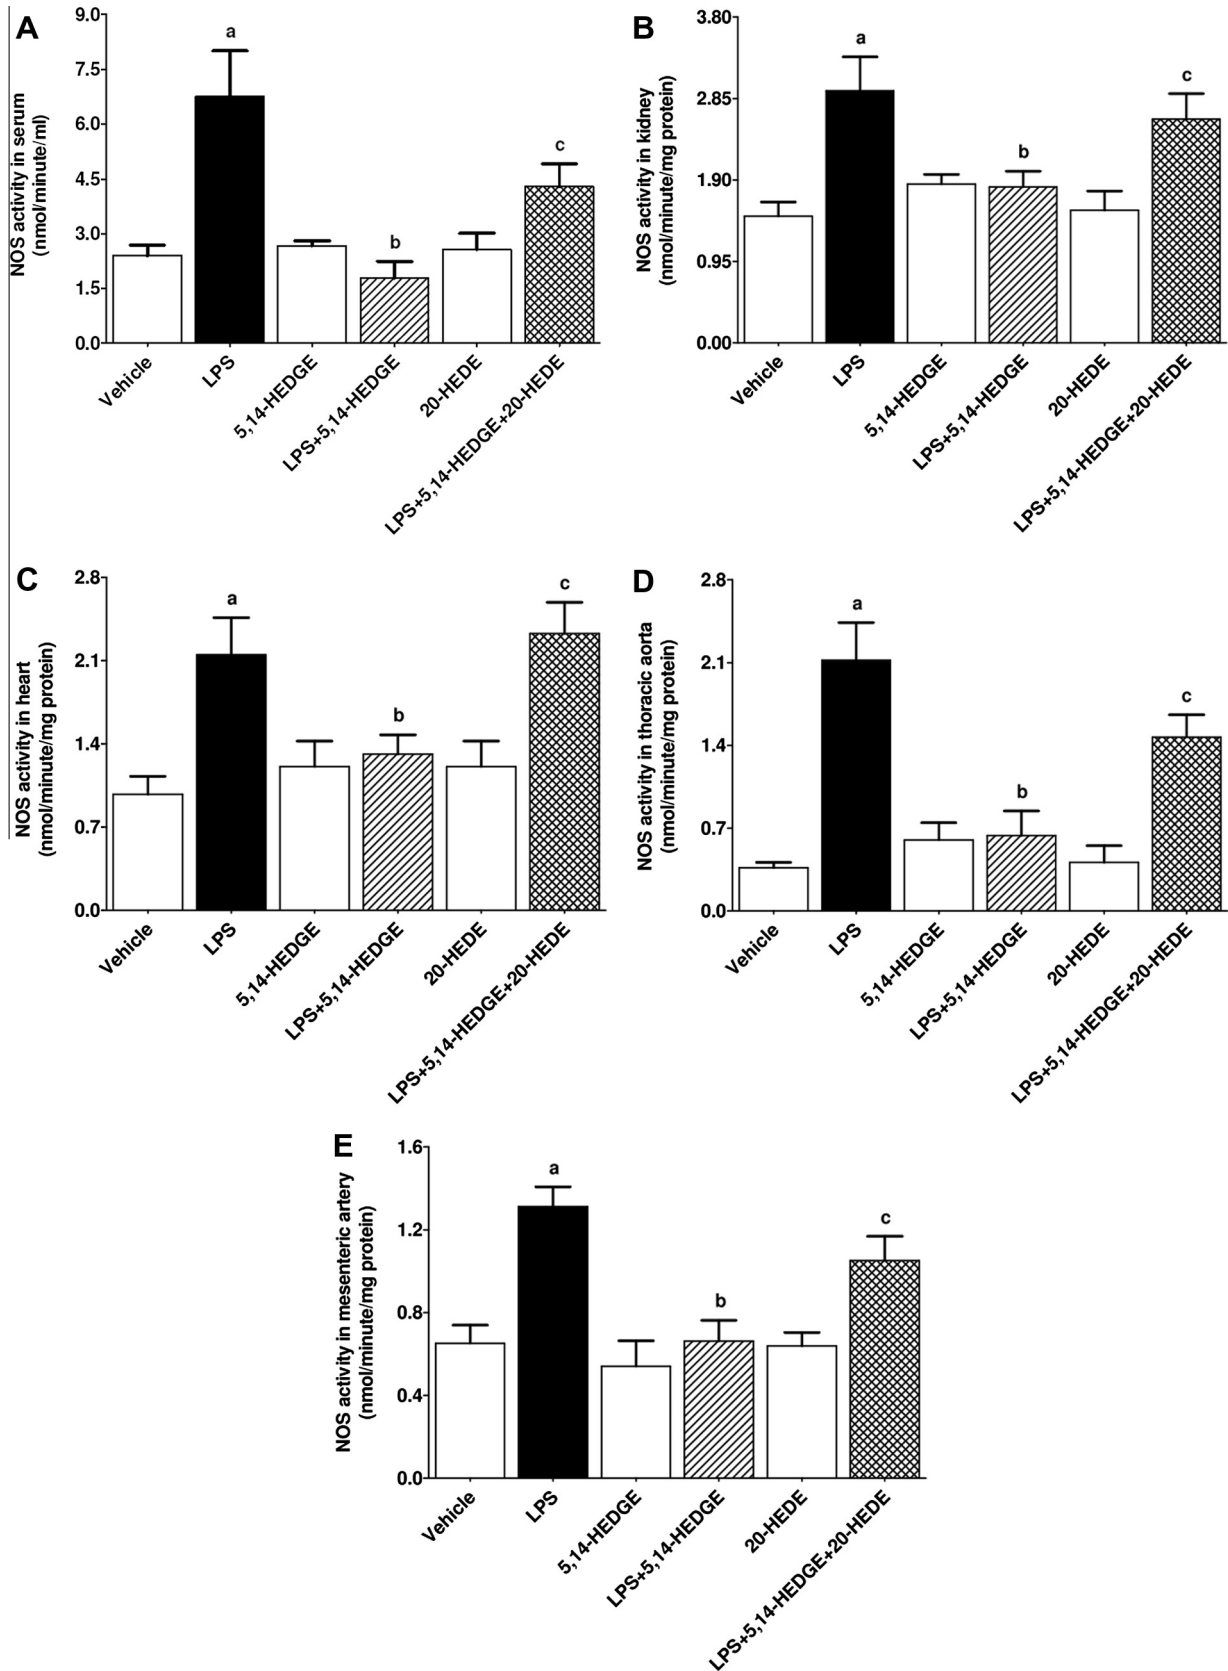 A
NOS activity in serum
(nmol/minute/ml)
9.0
7.5
6.0
4.5
3.0
1.5
0.0
a
b
c
Vehicle
LPS
5,14-HEDGE
LPS+5,14-HEDGE
20-HEDE
LPS+5,14-HEDGE+20-HEDE
B
NOS activity in kidney
(nmol/minute/mg protein)
3.80
2.85
1.90
0.95
0.00
a
b
c
Vehicle
LPS
5,14-HEDGE
LPS+5,14-HEDGE
20-HEDE
LPS+5,14-HEDGE+20-HEDE
C
NOS activity in heart
(nmol/minute/mg protein)
2.8
2.1
1.4
0.7
0.0
a
b
c
Vehicle
LPS
5,14-HEDGE
LPS+5,14-HEDGE
20-HEDE
LPS+5,14-HEDGE+20-HEDE
D
NOS activity in thoracic aorta
(nmol/minute/mg protein)
2.8
2.1
1.4
0.7
0.0
a
b
c
Vehicle
LPS
5,14-HEDGE
LPS+5,14-HEDGE
20-HEDE
LPS+5,14-HEDGE+20-HEDE
E
NOS activity in mesenteric artery
(nmol/minute/mg protein)
1.6
1.2
0.8
0.4
0.0
a
b
c
Vehicle
LPS
5,14-HEDGE
LPS+5,14-HEDGE
20-HEDE
LPS+5,14-HEDGE+20-HEDE